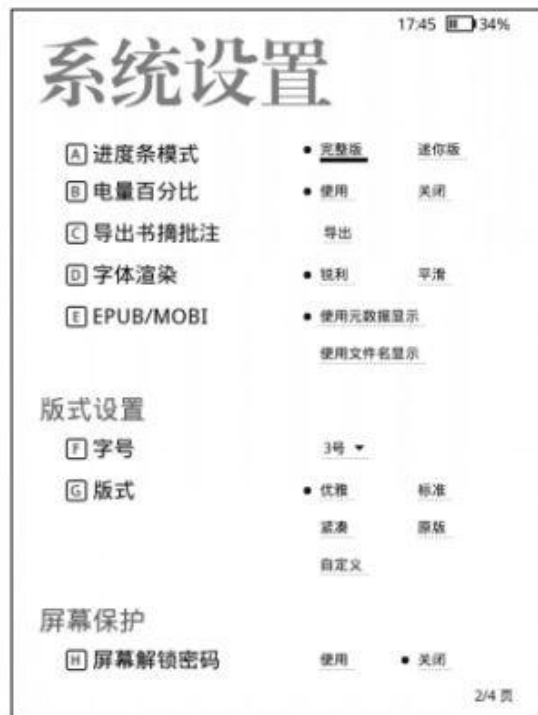 17:45 34%
系统设置
A 进度条模式 • 完整版 迷你版
B 电量百分比 • 使用 关闭
C 导出书摘批注 导出
D 字体渲染 • 锐利 平滑
E EPUB/MOBI • 使用元数据显示
使用文件名显示
版式设置
F 字号 3号
G 版式 • 优雅 标准
紧凑 原版
自定义
屏幕保护
H 屏幕解锁密码 使用 • 关闭
2/4 页